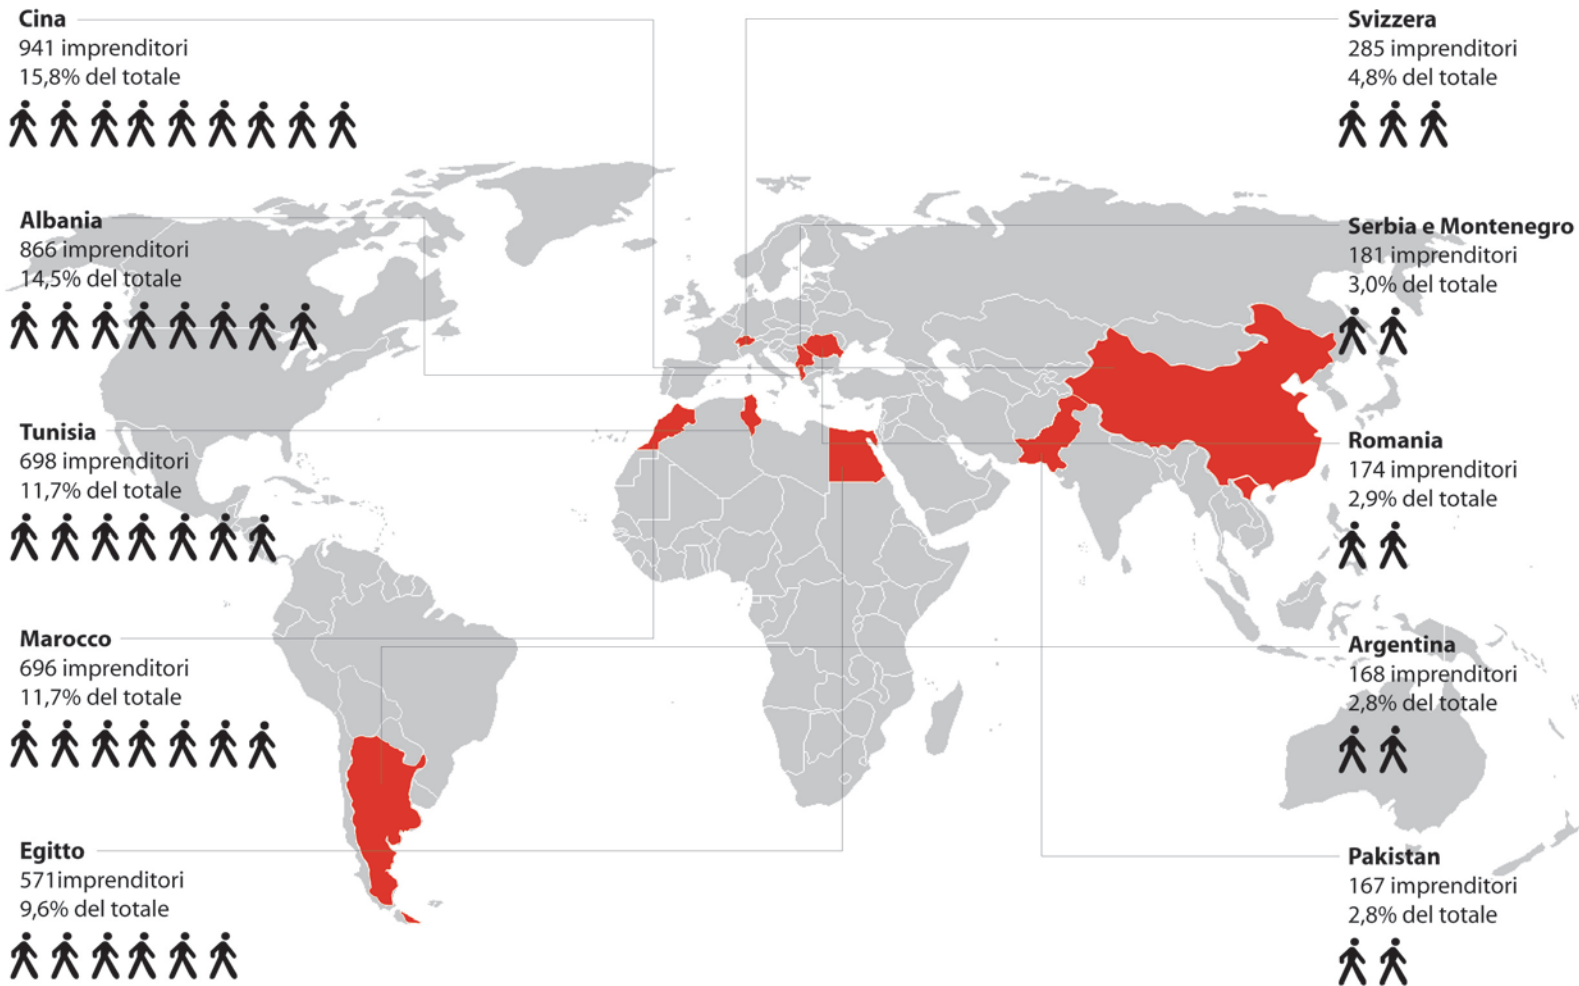 Cina
941 imprenditori
15,8% del totale
Albania
866 imprenditori
14,5% del totale
Tunisia
698 imprenditori
11,7% del totale
Marocco
696 imprenditori
11,7% del totale
Egitto
571imprenditori
9,6% del totale
Svizzera
285 imprenditori
4,8% del totale
Serbia e Montenegro
181 imprenditori
3,0% del totale
Romania
174 imprenditori
2,9% del totale
Argentina
168 imprenditori
2,8% del totale
Pakistan
167 imprenditori
2,8% del totale